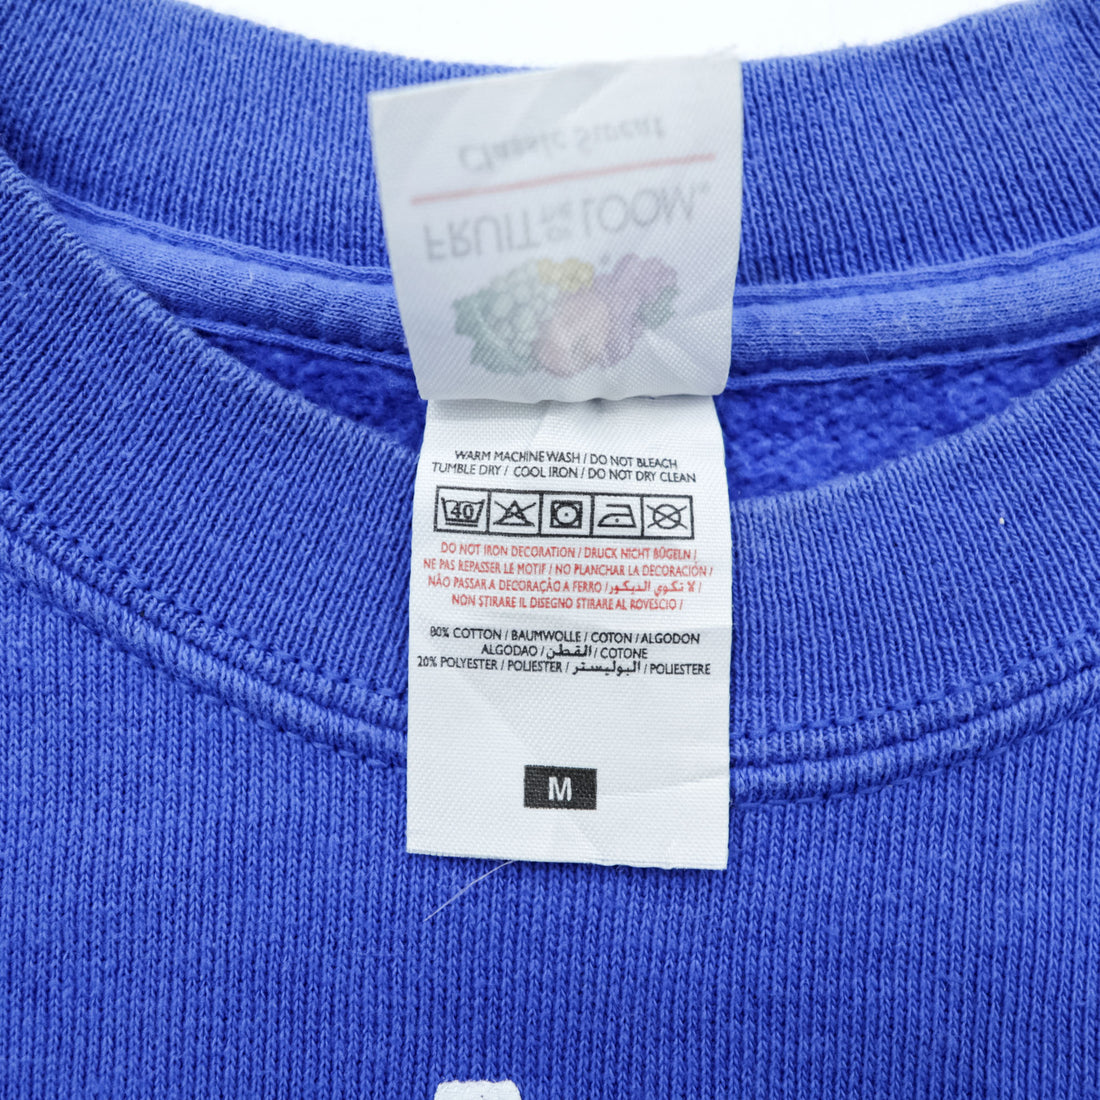 Classic Sweat
FRUIT OF THE LOOM
WARM MACHINE WASH / DO NOT BLEACH
TUMBLE DRY / COOL IRON / DO NOT DRY CLEAN
40
DO NOT IRON DECORATION / DRUCK NICHT BÜGELN /
NE PAS REPASSER LE MOTIF / NO PLANCHAR LA DECORACIÓN /
NÃO PASSAR A DECORAÇÃO A FERRO / لا تكوي الديكور /
NON STIRARE IL DISEGNO STIRARE AL ROVESCIO /
80% COTTON / BAUMWOLLE / COTON / ALGODON
ALGODAO / القطن / COTONE
20% POLYESTER / POLIESTER / البوليستر / POLIESTERE
M